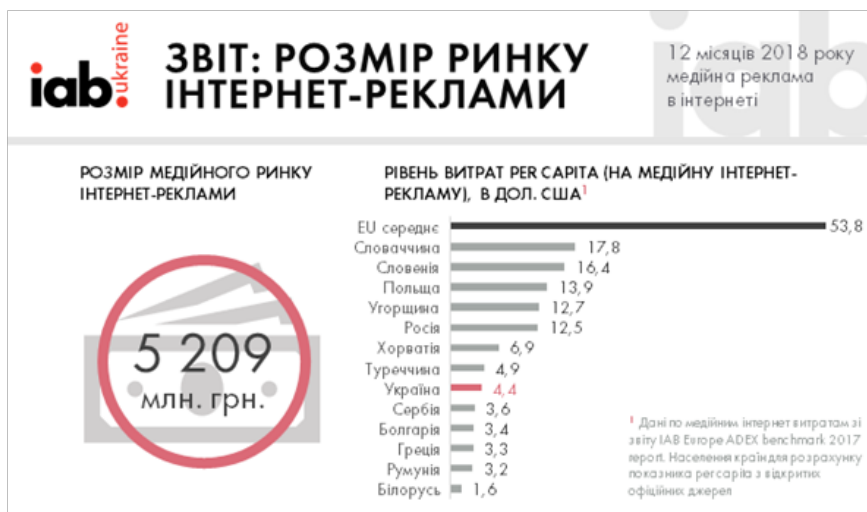 iab.
ukraine
ЗВІТ: РОЗМІР РИНКУ
ІНТЕРНЕТ-РЕКЛАМИ
12 місяців 2018 року
медійна реклама
в інтернеті
iab
РОЗМІР МЕДІЙНОГО РИНКУ
ІНТЕРНЕТ-РЕКЛАМИ
5 209
млн. грн.
РІВЕНЬ ВИТРАТ PER CAPITA (НА МЕДІЙНУ ІНТЕРНЕТ-
РЕКЛАМУ), В ДОЛ. США¹
EU середнє 53,8
Словаччина 17,8
Словенія 16,4
Польща 13,9
Угорщина 12,7
Росія 12,5
Хорватія 6,9
Туреччина 4,9
Україна 4,4
Сербія 3,6
Болгарія 3,4
Греція 3,3
Румунія 3,2
Білорусь 1,6
¹ Дані по медійним інтернет витратам зі
звіту IAB Europe ADEX benchmark 2017
report. Населення країн для розрахунку
показника per capita з відкритих
офіційних джерел